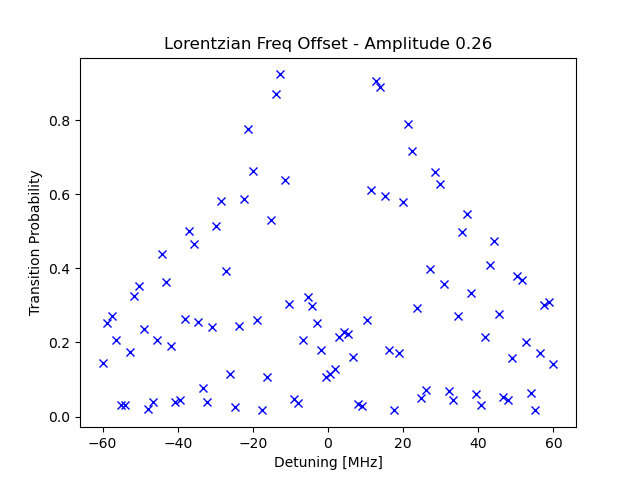 Lorentzian Freq Offset - Amplitude 0.26
Transition Probability
0.8
0.6
0.4
0.2
0.0
−60 −40 −20 0 20 40 60
Detuning [MHz]